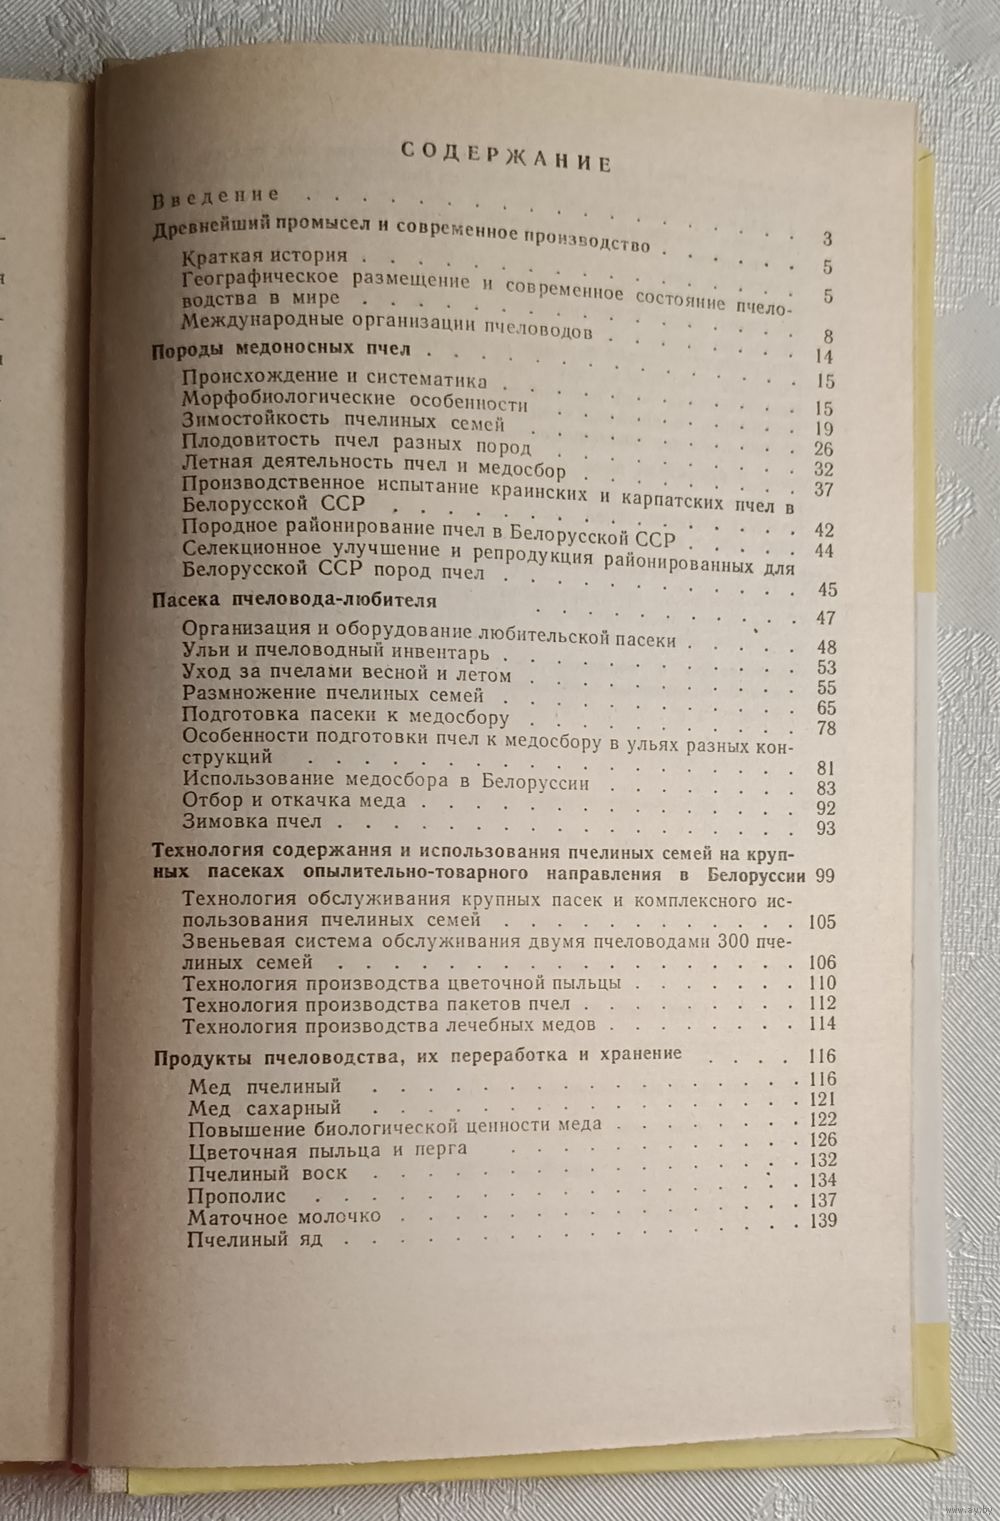 СОДЕРЖАНИЕ
Введение . . . . . . . . . . . . . . . . . . 3
Древнейший промысел и современное производство . . . . . . 5
Краткая история . . . . . . . . . . . . . . . . 5
Географическое размещение и современное состояние пчело-
водства в мире . . . . . . . . . . . . . . . . 8
Международные организации пчеловодов . . . . . . . 14
Породы медоносных пчел . . . . . . . . . . . . . 15
Происхождение и систематика . . . . . . . . . . . 15
Морфобиологические особенности . . . . . . . . . 19
Зимостойкость пчелиных семей . . . . . . . . . . 26
Плодовитость пчел разных пород . . . . . . . . . 32
Летная деятельность пчел и медосбор . . . . . . . . 37
Производственное испытание краинских и карпатских пчел в
Белорусской ССР . . . . . . . . . . . . . . . 42
Породное районирование пчел в Белорусской ССР . . . . . 44
Селекционное улучшение и репродукция районированных для
Белорусской ССР пород пчел . . . . . . . . . . . 45
Пасека пчеловода-любителя . . . . . . . . . . 47
Организация и оборудование любительской пасеки . . . . . 48
Ульи и пчеловодный инвентарь . . . . . . . . . . . 53
Уход за пчелами весной и летом . . . . . . . . . . 55
Размножение пчелиных семей . . . . . . . . . . . 65
Подготовка пасеки к медосбору . . . . . . . . . . 78
Особенности подготовки пчел к медосбору в ульях разных кон-
струкций . . . . . . . . . . . . . . . . . . 81
Использование медосбора в Белоруссии . . . . . . . 83
Отбор и откачка меда . . . . . . . . . . . . . . 92
Зимовка пчел . . . . . . . . . . . . . . . . . 93
Технология содержания и использования пчелиных семей на круп-
ных пасеках опылительно-товарного направления в Белоруссии 99
Технология обслуживания крупных пасек и комплексного ис-
пользования пчелиных семей . . . . . . . . . . . 105
Звеньевая система обслуживания двумя пчеловодами 300 пче-
линых семей . . . . . . . . . . . . . . . . . 106
Технология производства цветочной пыльцы . . . . . . 110
Технология производства пакетов пчел . . . . . . . . 112
Технология производства лечебных медов . . . . . . . 114
Продукты пчеловодства, их переработка и хранение . . . . 116
Мед пчелиный . . . . . . . . . . . . . . . . 116
Мед сахарный . . . . . . . . . . . . . . . . 121
Повышение биологической ценности меда . . . . . . . 122
Цветочная пыльца и перга . . . . . . . . . . . 126
Пчелиный воск . . . . . . . . . . . . . . . . 132
Прополис . . . . . . . . . . . . . . . . . . 134
Маточное молочко . . . . . . . . . . . . . . . 137
Пчелиный яд . . . . . . . . . . . . . . . . . 139
www.ay.by